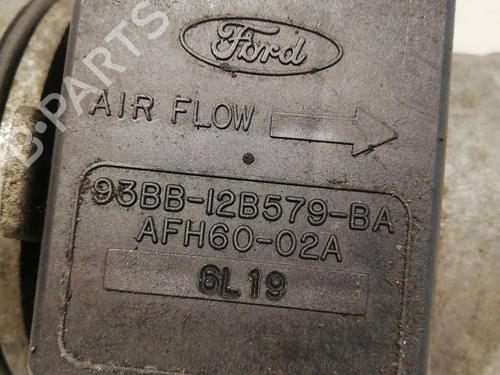 B-PARTS
Ford
AIR FLOW
93BB-12B579-BA
AFH60-02A
6L19